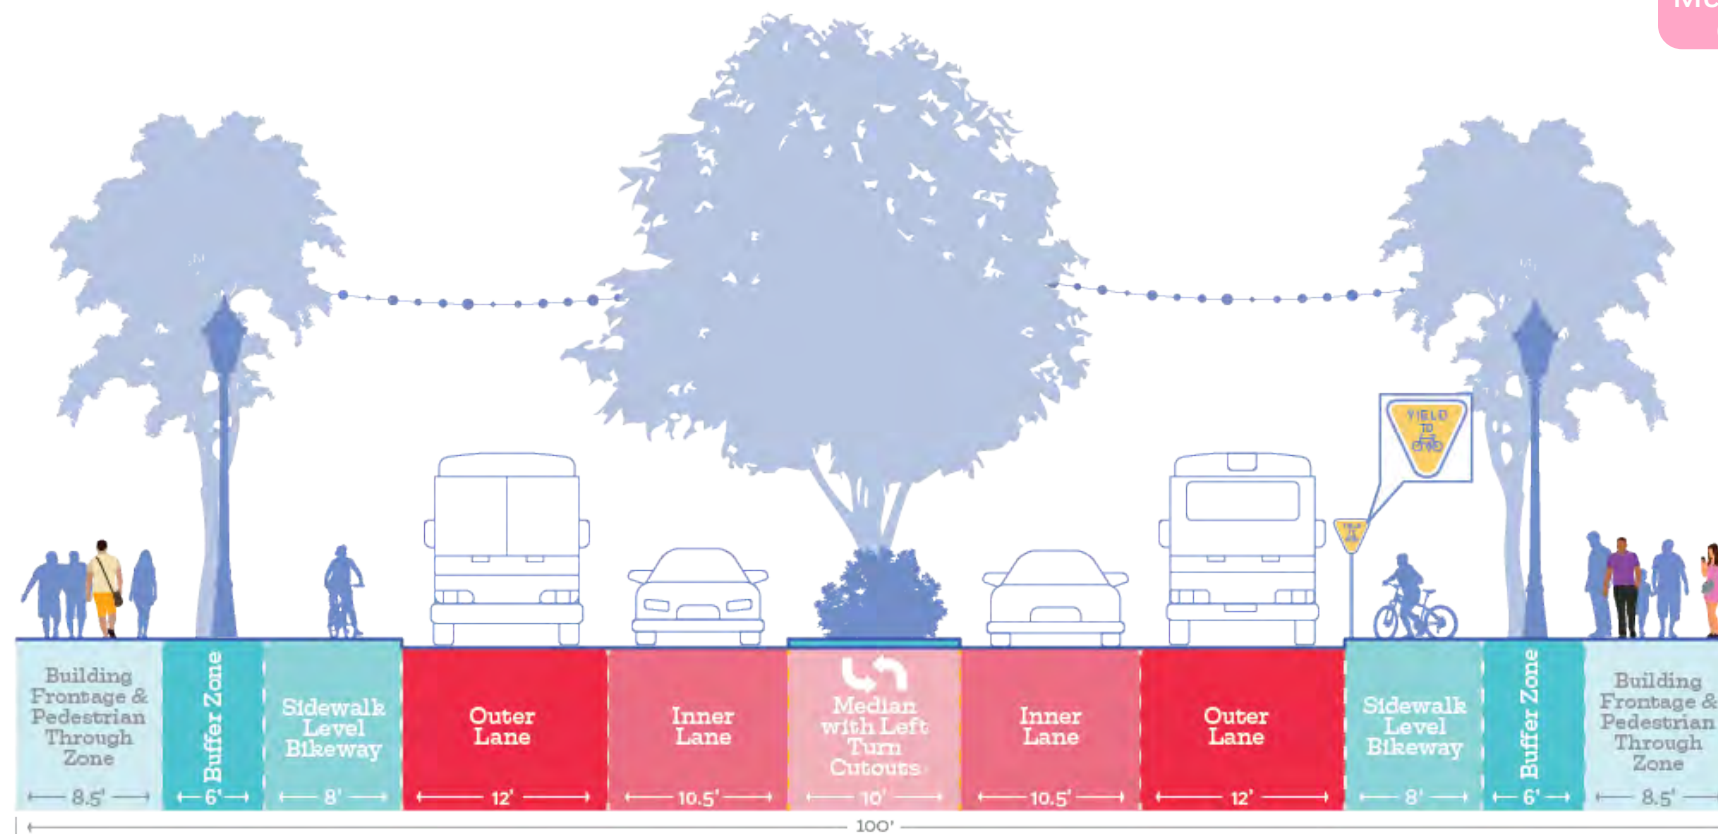 YIELD
TO
YIELD
TO
Building
Frontage &
Pedestrian
Through
Zone
8.5'
Buffer Zone
6'
Sidewalk
Level
Bikeway
8'
Outer
Lane
12'
Inner
Lane
10.5'
Median
with Left
Turn
Cutouts
10'
Inner
Lane
10.5'
Outer
Lane
12'
Sidewalk
Level
Bikeway
8'
Buffer Zone
6'
Building
Frontage &
Pedestrian
Through
Zone
8.5'
100'